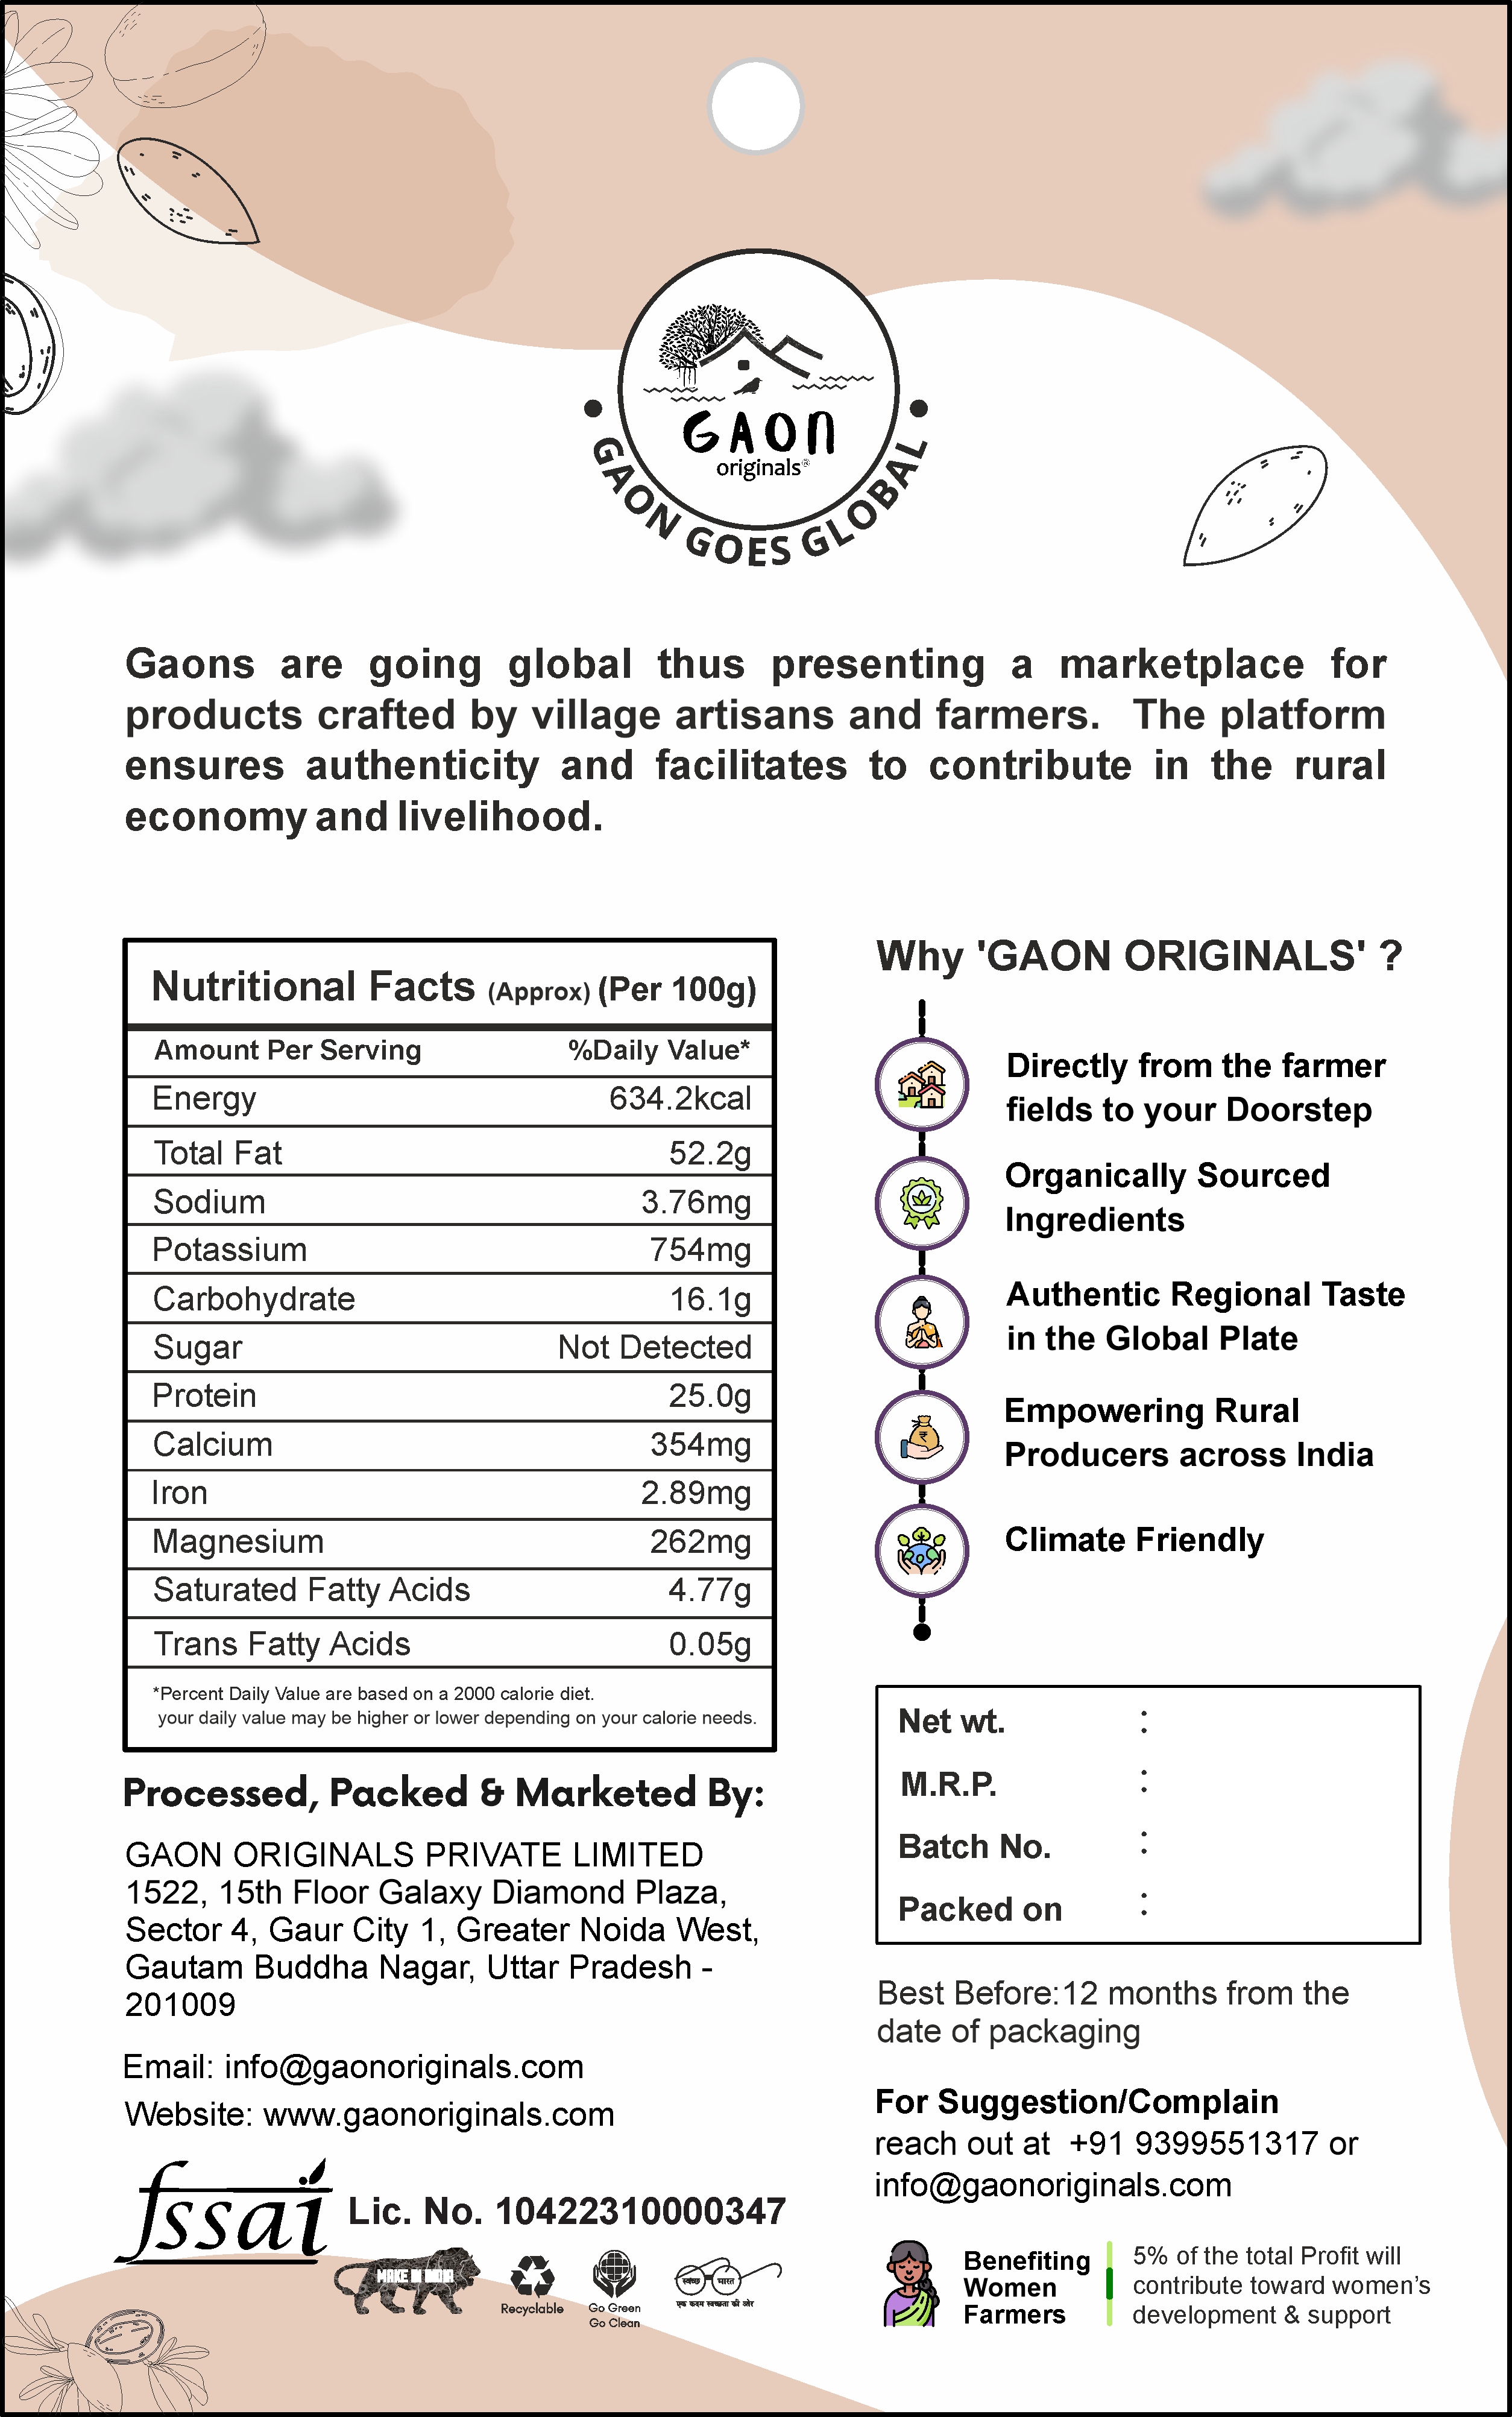 GAON
originals®
GAON GOES GLOBAL
Gaons are going global thus presenting a marketplace for
products crafted by village artisans and farmers. The platform
ensures authenticity and facilitates to contribute in the rural
economy and livelihood.
Nutritional Facts (Approx) (Per 100g)
Amount Per Serving %Daily Value*
Energy 634.2kcal
Total Fat 52.2g
Sodium 3.76mg
Potassium 754mg
Carbohydrate 16.1g
Sugar Not Detected
Protein 25.0g
Calcium 354mg
Iron 2.89mg
Magnesium 262mg
Saturated Fatty Acids 4.77g
Trans Fatty Acids 0.05g
*Percent Daily Value are based on a 2000 calorie diet.
your daily value may be higher or lower depending on your calorie needs.
Processed, Packed & Marketed By:
GAON ORIGINALS PRIVATE LIMITED
1522, 15th Floor Galaxy Diamond Plaza,
Sector 4, Gaur City 1, Greater Noida West,
Gautam Buddha Nagar, Uttar Pradesh -
201009
Email: info@gaonoriginals.com
Website: www.gaonoriginals.com
fssai Lic. No. 10422310000347
MAKE IN INDIA
Recyclable
Go Green
Go Clean
स्वच्छ भारत
एक कदम स्वच्छता की ओर
Why 'GAON ORIGINALS' ?
Directly from the farmer
fields to your Doorstep
Organically Sourced
Ingredients
Authentic Regional Taste
in the Global Plate
₹
Empowering Rural
Producers across India
Climate Friendly
Net wt. :
M.R.P. :
Batch No. :
Packed on :
Best Before:12 months from the
date of packaging
For Suggestion/Complain
reach out at +91 9399551317 or
info@gaonoriginals.com
Benefiting
Women
Farmers
5% of the total Profit will
contribute toward women's
development & support